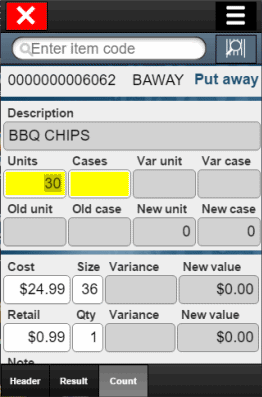 Enter item code
0000000006062 BAWAY Put away
Description
BBQ CHIPS
Units Cases Var unit Var case
30
Old unit Old case New unit New case
0 0
Cost Size Variance New value
$24.99 36 $0.00
Retail Qty Variance New value
$0.99 1 $0.00
Note
Header Result Count